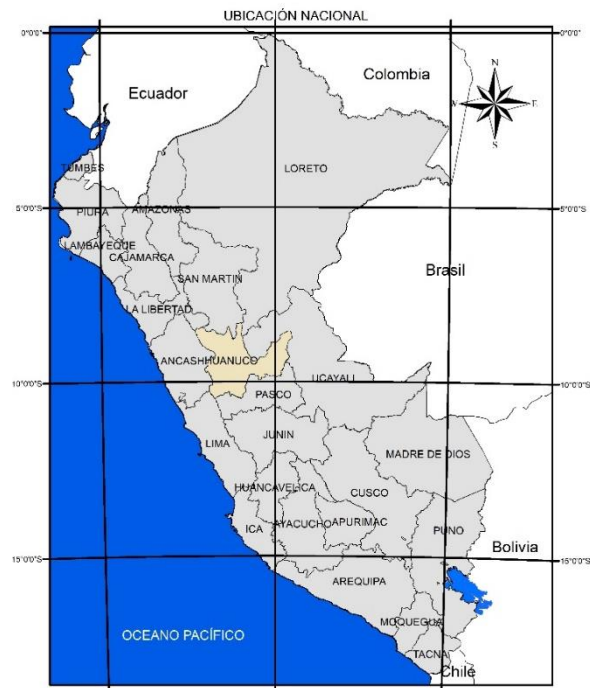 UBICACIÓN NACIONAL
0°0'0"
0°0'0"S
Ecuador
Colombia
N
W
E
S
TUMBES
LORETO
5°0'0"S
5°0'0"S
PIURA
AMAZONAS
LAMBAYEQUE
CAJAMARCA
Brasil
SAN MARTIN
LA LIBERTAD
ANCASH
HUANUCO
UCAYALI
10°0'0"S
10°0'0"S
PASCO
LIMA
JUNIN
MADRE DE DIOS
HUANCAVELICA
CUSCO
ICA
AYACUCHO
APURIMAC
PUNO
Bolivia
15°0'0"S
15°0'0"S
AREQUIPA
MOQUEGUA
OCEANO PACÍFICO
TACNA
Chile